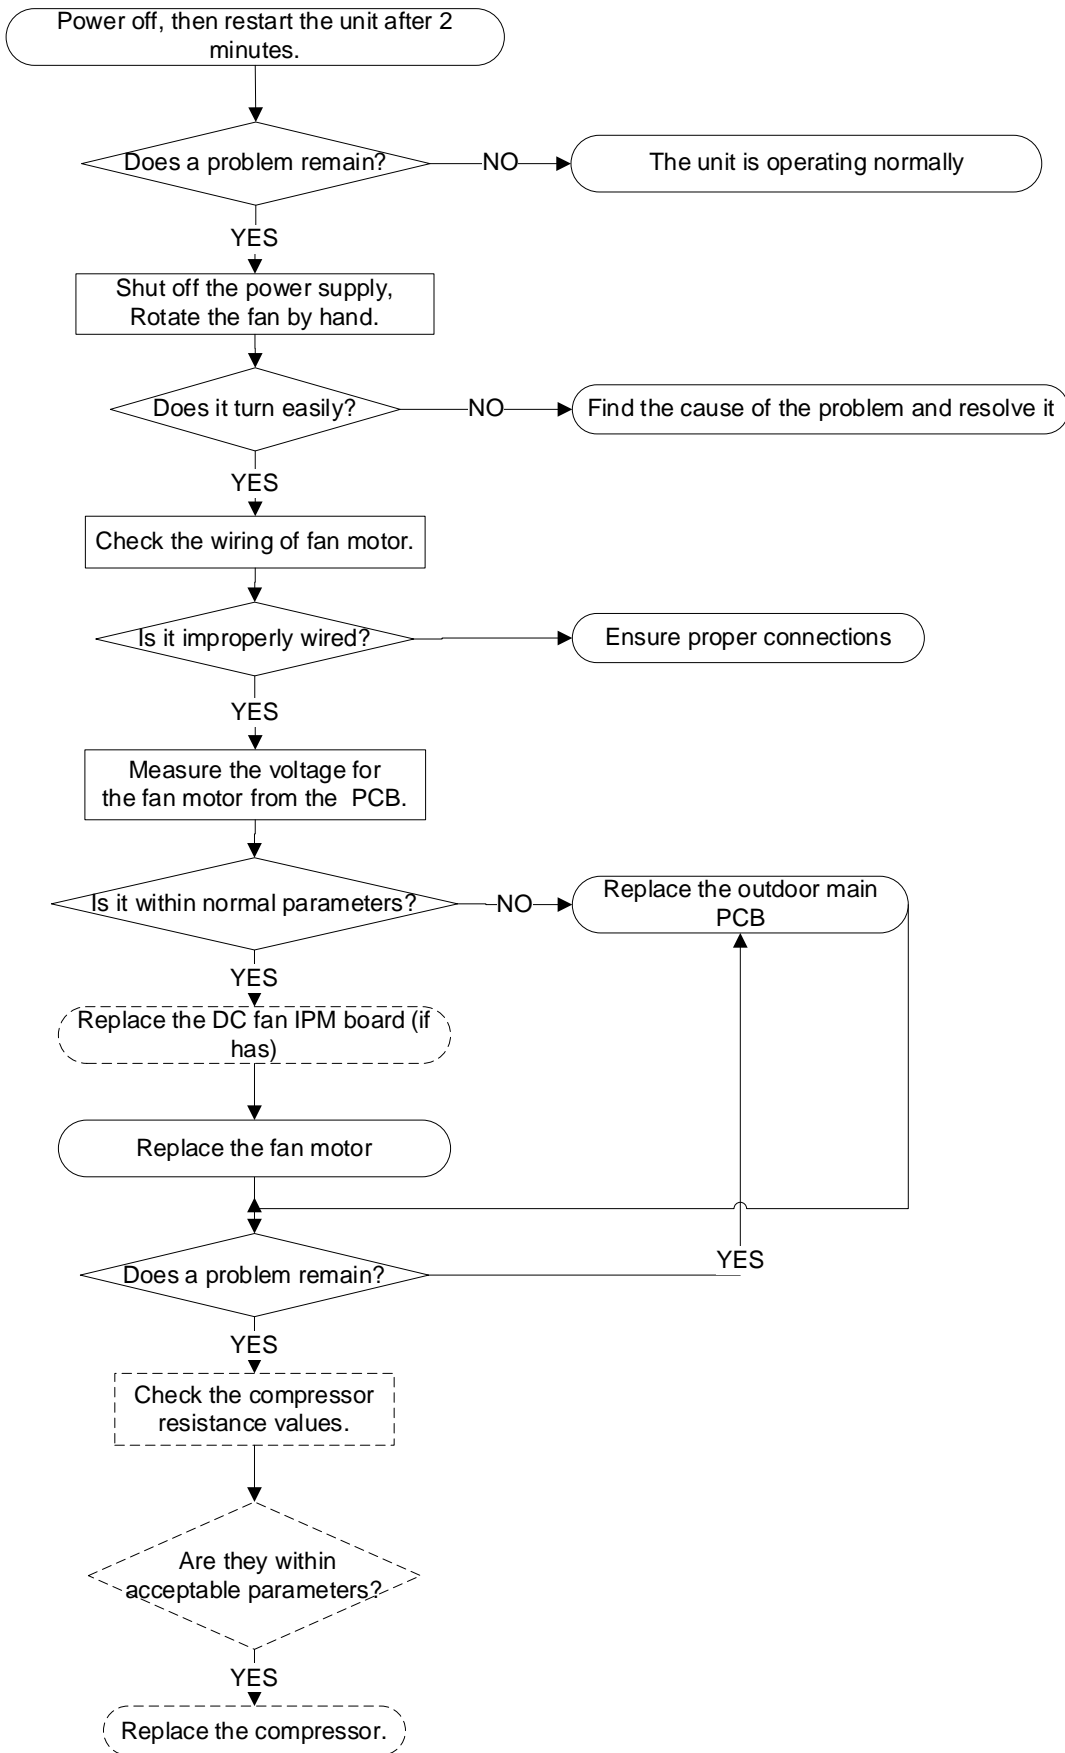 Power off, then restart the unit after 2
minutes.
Does a problem remain?
NO
The unit is operating normally
YES
Shut off the power supply,
Rotate the fan by hand.
Does it turn easily?
NO
Find the cause of the problem and resolve it
YES
Check the wiring of fan motor.
Is it improperly wired?
Ensure proper connections
YES
Measure the voltage for
the fan motor from the PCB.
Is it within normal parameters?
NO
Replace the outdoor main
PCB
YES
Replace the DC fan IPM board (if
has)
Replace the fan motor
Does a problem remain?
YES
YES
Check the compressor
resistance values.
Are they within
acceptable parameters?
YES
Replace the compressor.